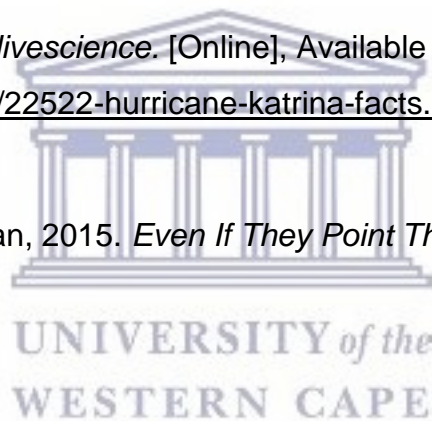 livescience. [Online], Available
/22522-hurricane-katrina-facts.
an, 2015. Even If They Point Th
UNIVERSITY of the
WESTERN CAPE